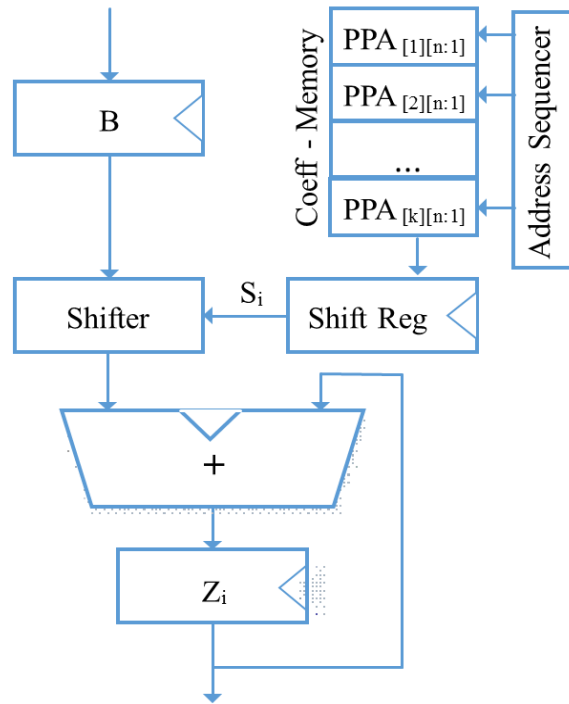 PPA [1][n:1]
B
PPA [2][n:1]
...
PPA [k][n:1]
Coeff - Memory
Address Sequencer
Shifter
Si
Shift Reg
+
Zi